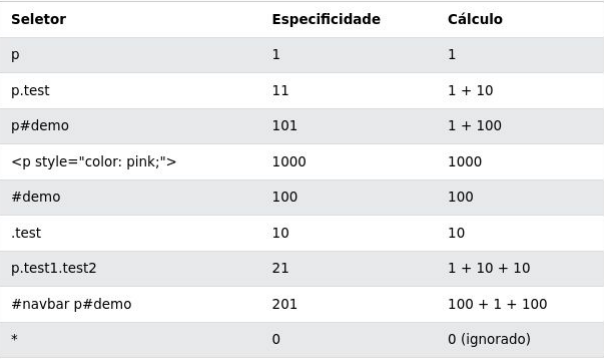 Seletor Especificidade Cálculo
p 1 1
p.test 11 1 + 10
p#demo 101 1 + 100
<p style="color: pink;"> 1000 1000
#demo 100 100
.test 10 10
p.test1.test2 21 1 + 10 + 10
#navbar p#demo 201 100 + 1 + 100
* 0 0 (ignorado)